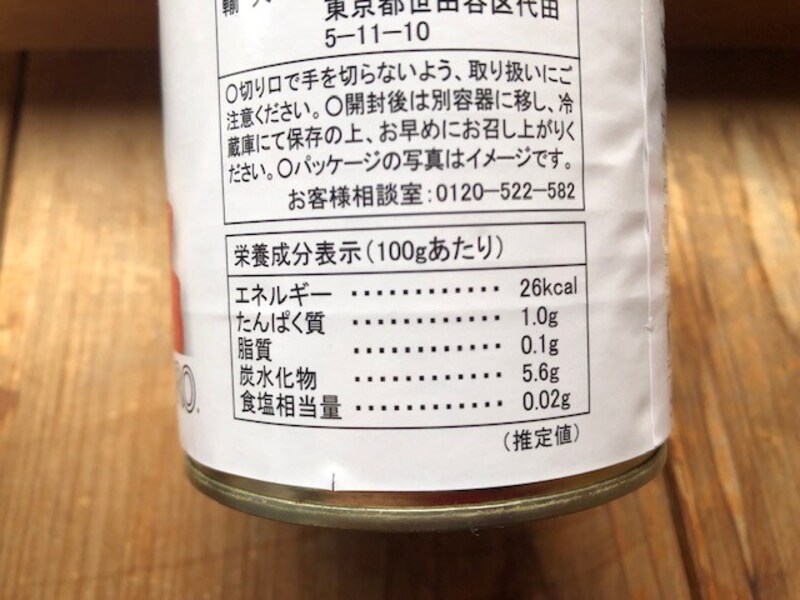 輸入
東京都世田谷区代田
5-11-10
○切り口で手を切らないよう、取り扱いにご
注意ください。○開封後は別容器に移し、冷
蔵庫にて保存の上、お早めにお召し上がりく
ださい。○パッケージの写真はイメージです。
お客様相談室:0120-522-582
栄養成分表示(100gあたり)
エネルギー ………… 26kcal
たんぱく質 ………… 1.0g
脂質 ………… 0.1g
炭水化物 ………… 5.6g
食塩相当量 ………… 0.02g
(推定値)